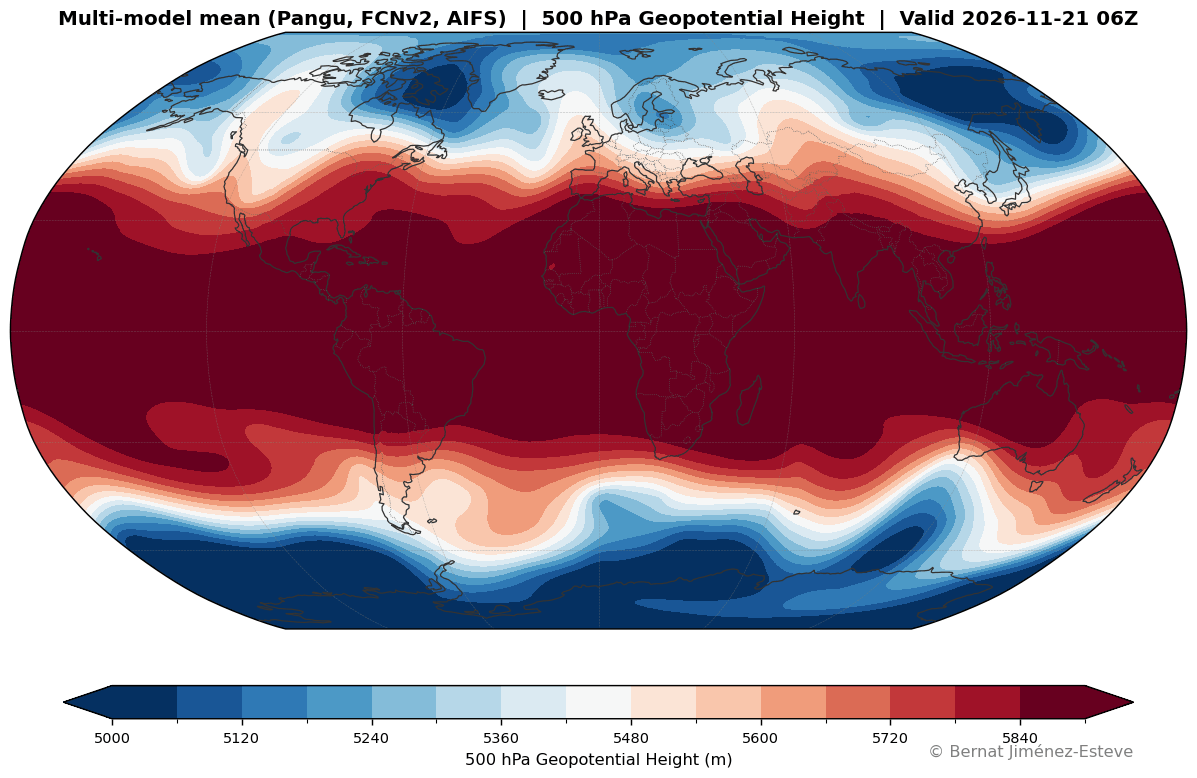 Multi-model mean (Pangu, FCNv2, AIFS) | 500 hPa Geopotential Height | Valid 2026-11-21 06Z
5000 5120 5240 5360 5480 5600 5720 5840
500 hPa Geopotential Height (m)
© Bernat Jiménez-Esteve